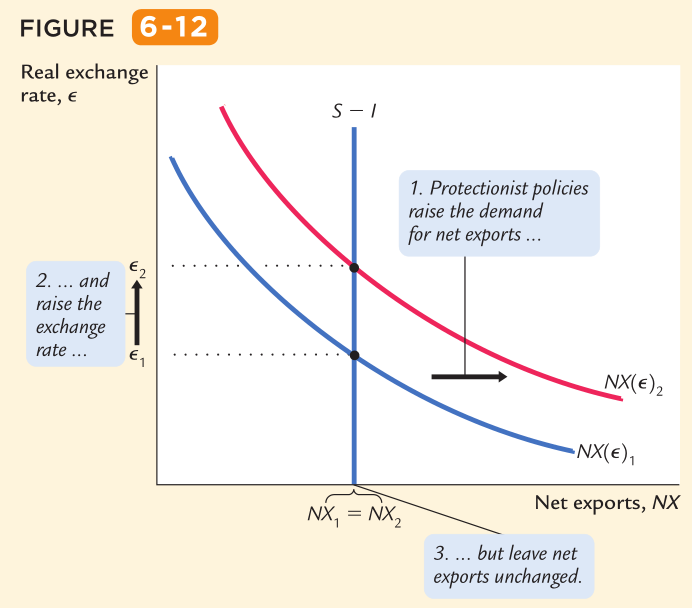 FIGURE 6-12
Real exchange
rate, ϵ
S – I
1. Protectionist policies
raise the demand
for net exports ...
ϵ₂
2. ... and
raise the
exchange
rate ...
ϵ₁
NX(ϵ)₂
NX(ϵ)₁
Net exports, NX
NX₁ = NX₂
3. ... but leave net
exports unchanged.